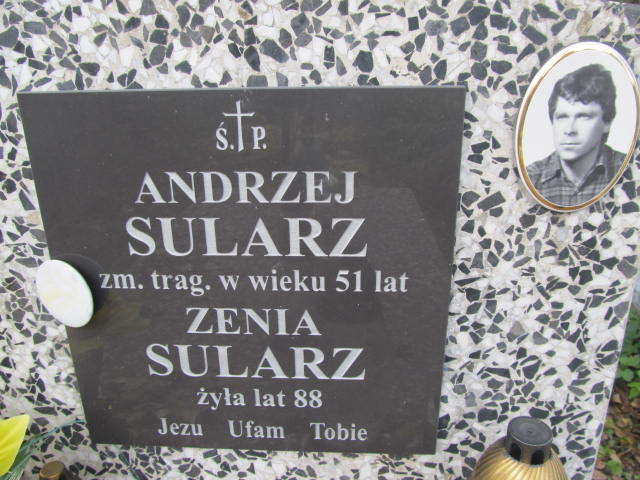 Ś.†P.
ANDRZEJ
SULARZ
zm. trag. w wieku 51 lat
ZENIA
SULARZ
żyła lat 88
Jezu Ufam Tobie